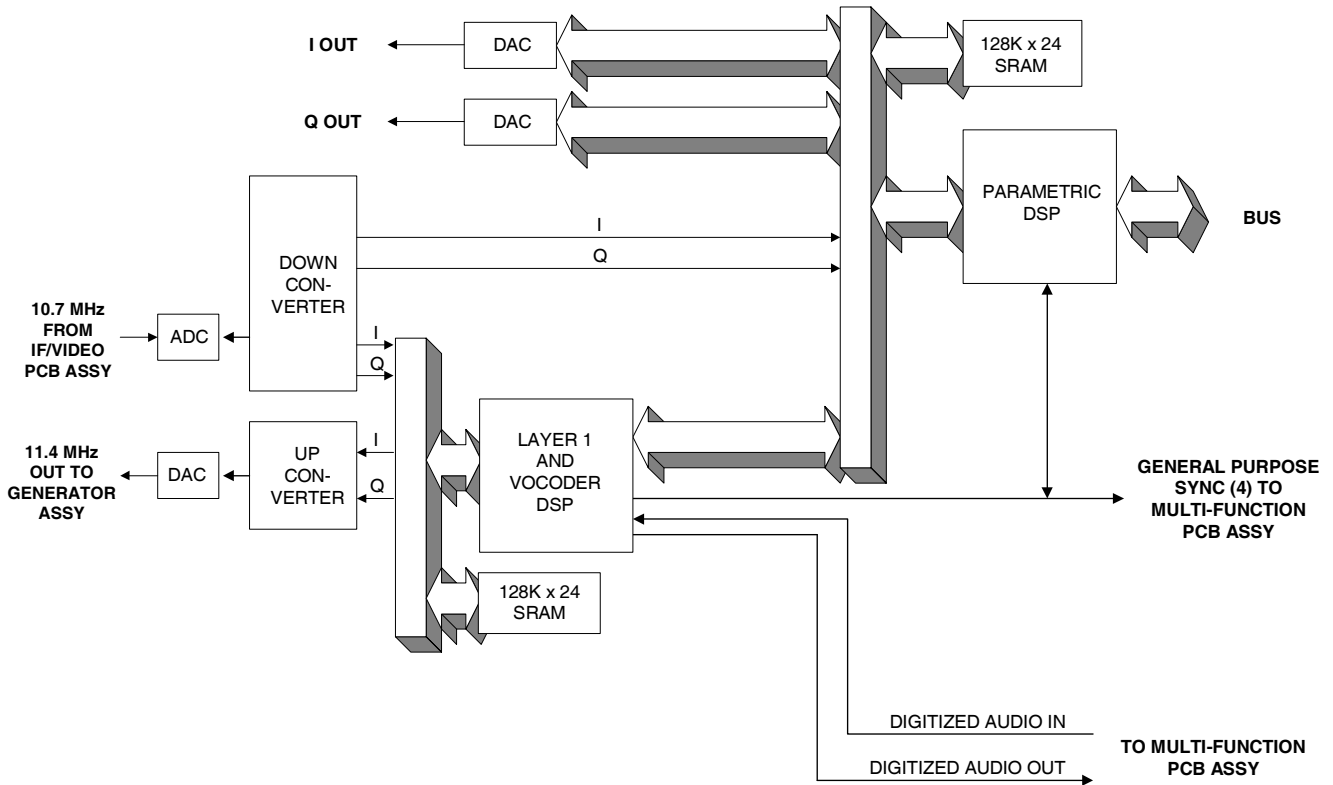 I OUT
DAC
128K x 24
SRAM
Q OUT
DAC
PARAMETRIC
DSP
BUS
I
Q
DOWN
CON-
VERTER
10.7 MHz
FROM
IF/VIDEO
PCB ASSY
ADC
I
Q
11.4 MHz
OUT TO
GENERATOR
ASSY
DAC
UP
CON-
VERTER
I
Q
LAYER 1
AND
VOCODER
DSP
GENERAL PURPOSE
SYNC (4) TO
MULTI-FUNCTION
PCB ASSY
128K x 24
SRAM
DIGITIZED AUDIO IN
DIGITIZED AUDIO OUT
TO MULTI-FUNCTION
PCB ASSY